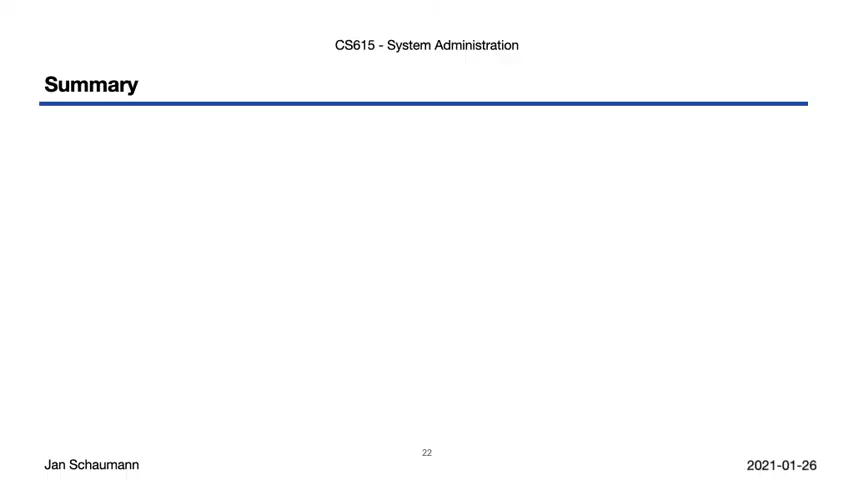 CS615 - System Administration
Summary
22
Jan Schaumann
2021-01-26